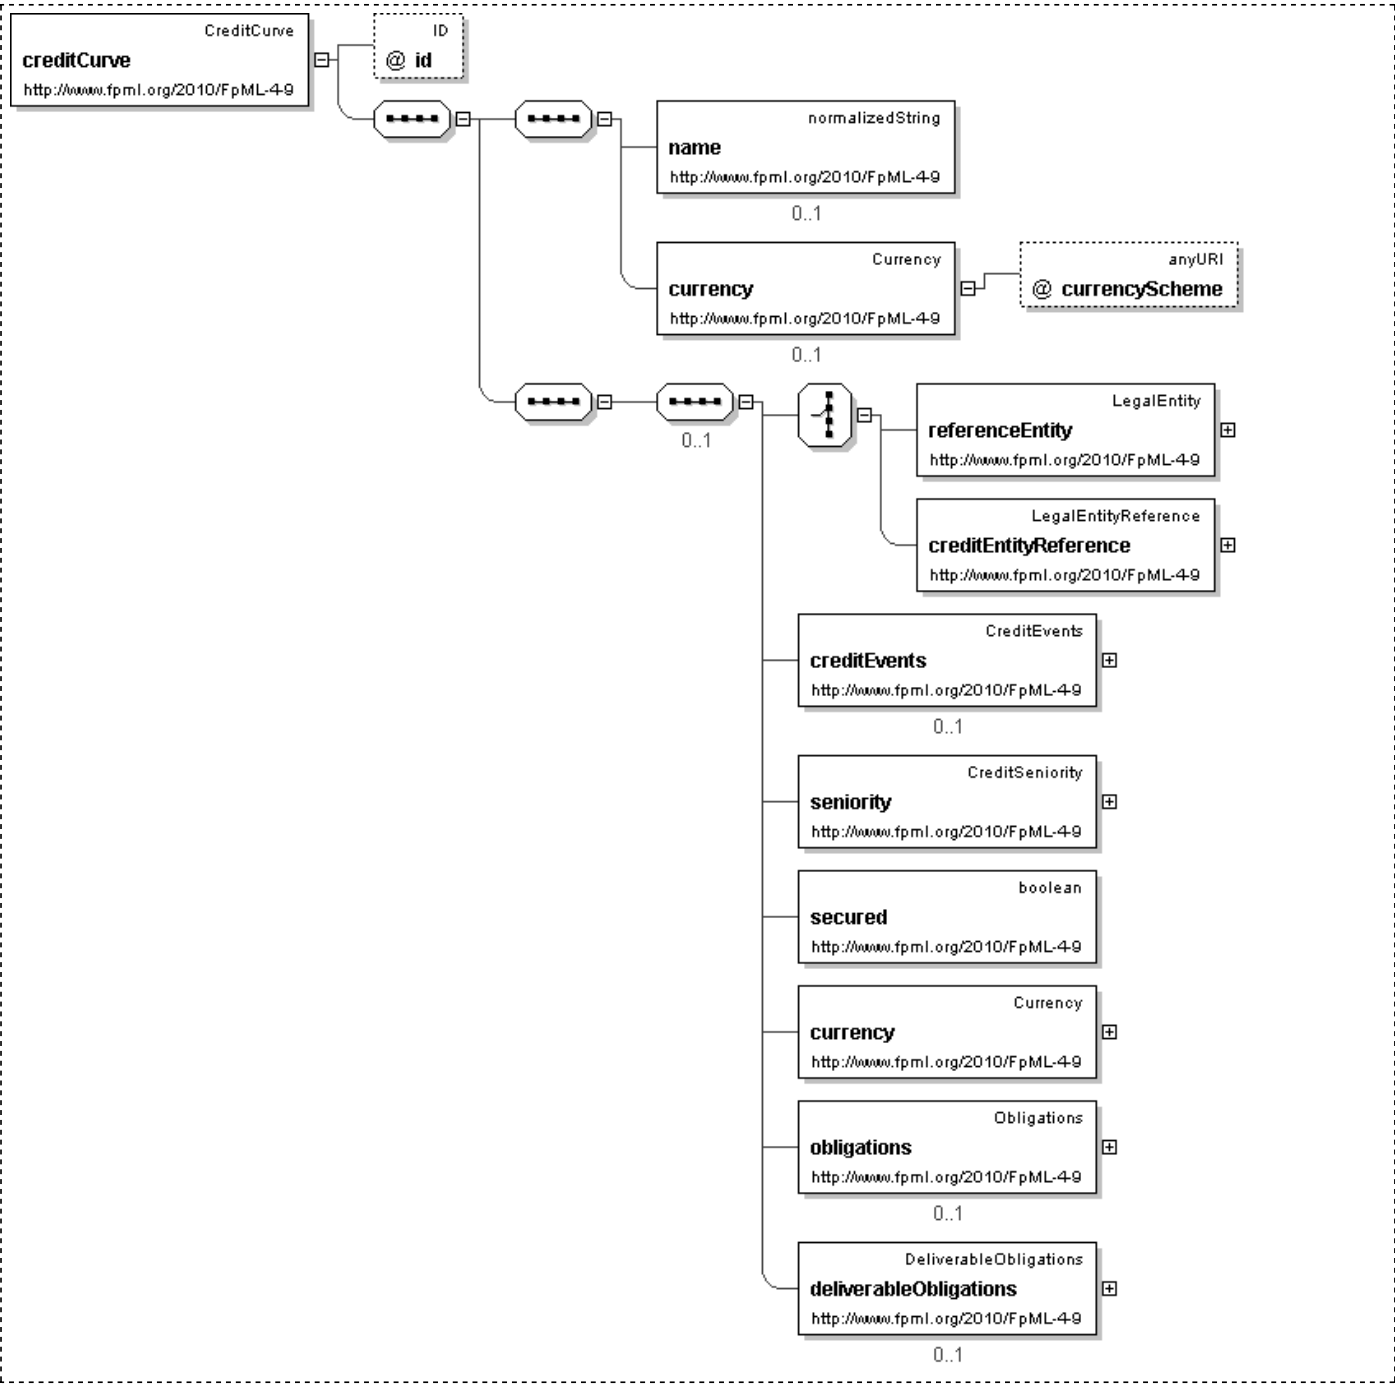 CreditCurve
creditCurve
http://www.fpml.org/2010/FpML-4-9
ID
@ id
normalizedString
name
http://www.fpml.org/2010/FpML-4-9
0..1
Currency
currency
http://www.fpml.org/2010/FpML-4-9
0..1
anyURI
@ currencyScheme
0..1
LegalEntity
referenceEntity
http://www.fpml.org/2010/FpML-4-9
LegalEntityReference
creditEntityReference
http://www.fpml.org/2010/FpML-4-9
CreditEvents
creditEvents
http://www.fpml.org/2010/FpML-4-9
0..1
CreditSeniority
seniority
http://www.fpml.org/2010/FpML-4-9
boolean
secured
http://www.fpml.org/2010/FpML-4-9
Currency
currency
http://www.fpml.org/2010/FpML-4-9
Obligations
obligations
http://www.fpml.org/2010/FpML-4-9
0..1
DeliverableObligations
deliverableObligations
http://www.fpml.org/2010/FpML-4-9
0..1